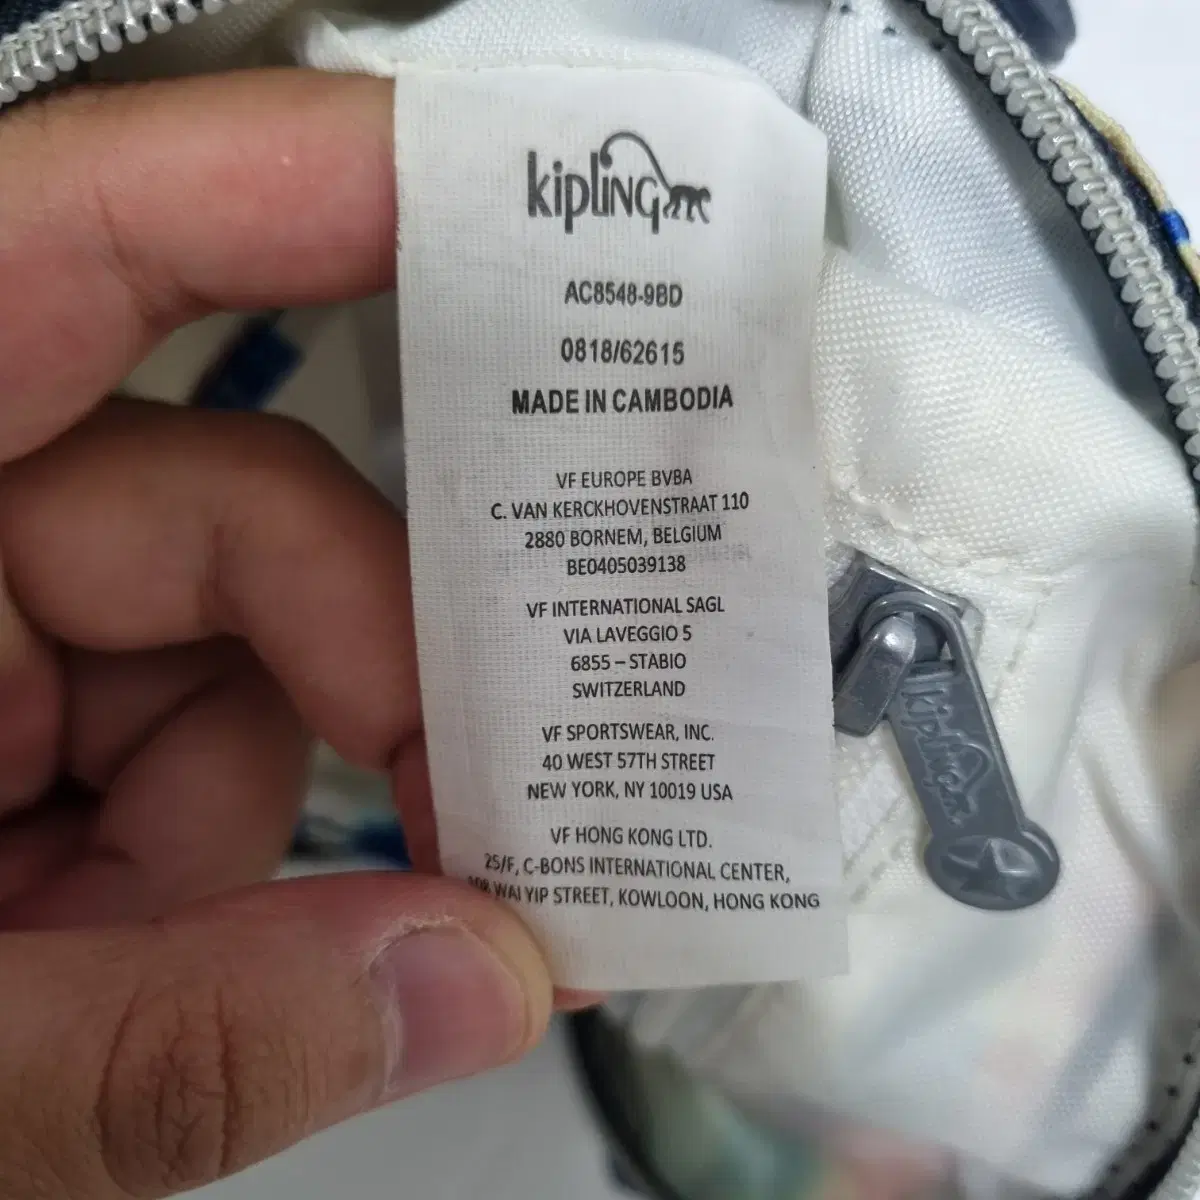 kipling
AC8548-9BD
0818/62615
MADE IN CAMBODIA
VF EUROPE BVBA
C. VAN KERCKHOVENSTRAAT 110
2880 BORNEM, BELGIUM
BE0405039138
VF INTERNATIONAL SAGL
VIA LAVEGGIO 5
6855 – STABIO
SWITZERLAND
VF SPORTSWEAR, INC.
40 WEST 57TH STREET
NEW YORK, NY 10019 USA
VF HONG KONG LTD.
25/F, C-BONS INTERNATIONAL CENTER,
WAI YIP STREET, KOWLOON, HONG KONG
kipling